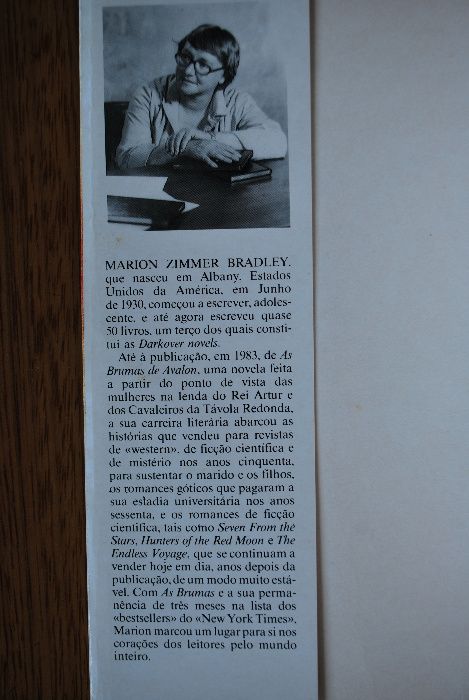 MARION ZIMMER BRADLEY,
que nasceu em Albany, Estados
Unidos da América, em Junho
de 1930, começou a escrever, adoles-
cente, e até agora escreveu quase
50 livros, um terço dos quais consti-
tui as Darkover novels.
Até à publicação, em 1983, de As
Brumas de Avalon, uma novela feita
a partir do ponto de vista das
mulheres na lenda do Rei Artur e
dos Cavaleiros da Távola Redonda,
a sua carreira literária abarcou as
histórias que vendeu para revistas
de «western», de ficção científica e
de mistério nos anos cinquenta,
para sustentar o marido e os filhos,
os romances góticos que pagaram a
sua estadia universitária nos anos
sessenta, e os romances de ficção
científica, tais como Seven From the
Stars, Hunters of the Red Moon e The
Endless Voyage, que se continuam a
vender hoje em dia, anos depois da
publicação, de um modo muito está-
vel. Com As Brumas e a sua perma-
nência de três meses na lista dos
«bestsellers» do «New York Times»,
Marion marcou um lugar para si nos
corações dos leitores pelo mundo
inteiro.